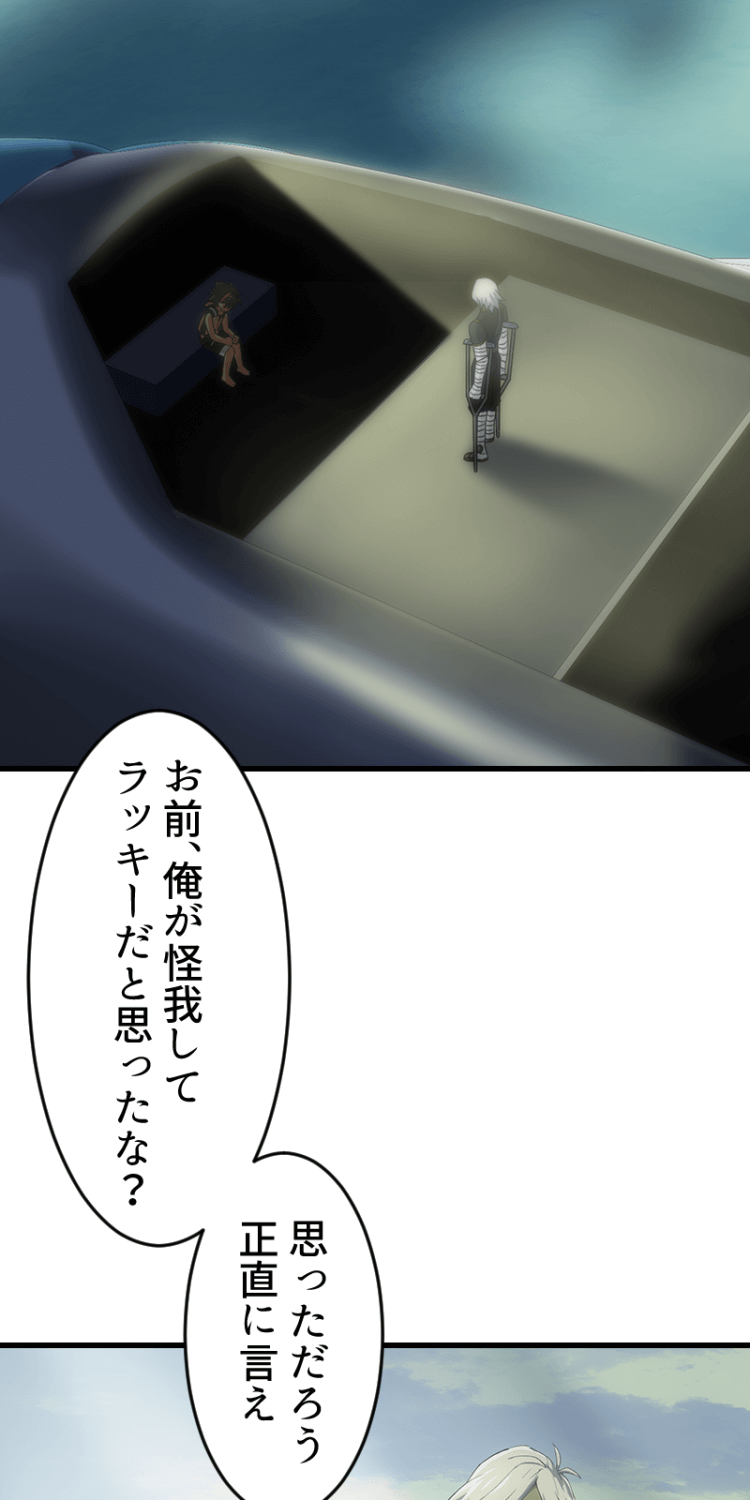 お前、俺が怪我して
ラッキーだと思ったな？
思っただろう
正直に言え